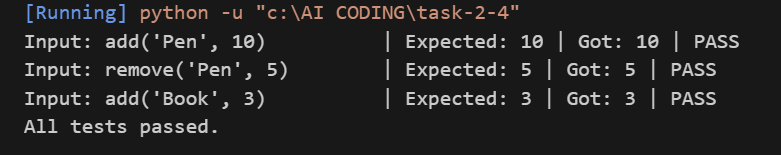 [Running] python -u "c:\AI CODING\task-2-4"
Input: add('Pen', 10)          | Expected: 10 | Got: 10 | PASS
Input: remove('Pen', 5)        | Expected: 5 | Got: 5 | PASS
Input: add('Book', 3)          | Expected: 3 | Got: 3 | PASS
All tests passed.